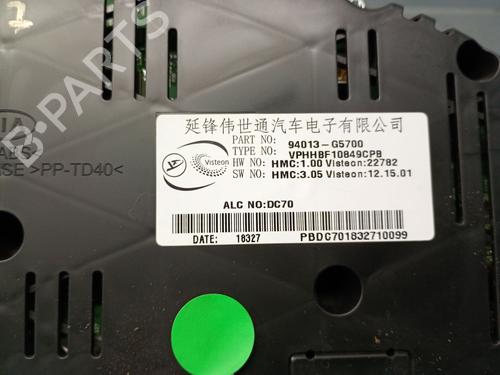 延锋伟世通汽车电子有限公司
PART NO: 94013-G5700
TYPE NO: VPHHBF10849CPB
HW NO: HMC:1.00 Visteon:22782
SW NO: HMC:3.05 Visteon:12.15.01
Visteon
ALC NO:DC70
DATE: 18327 PBDC701832710099
>PP-TD40<
B-PARTS